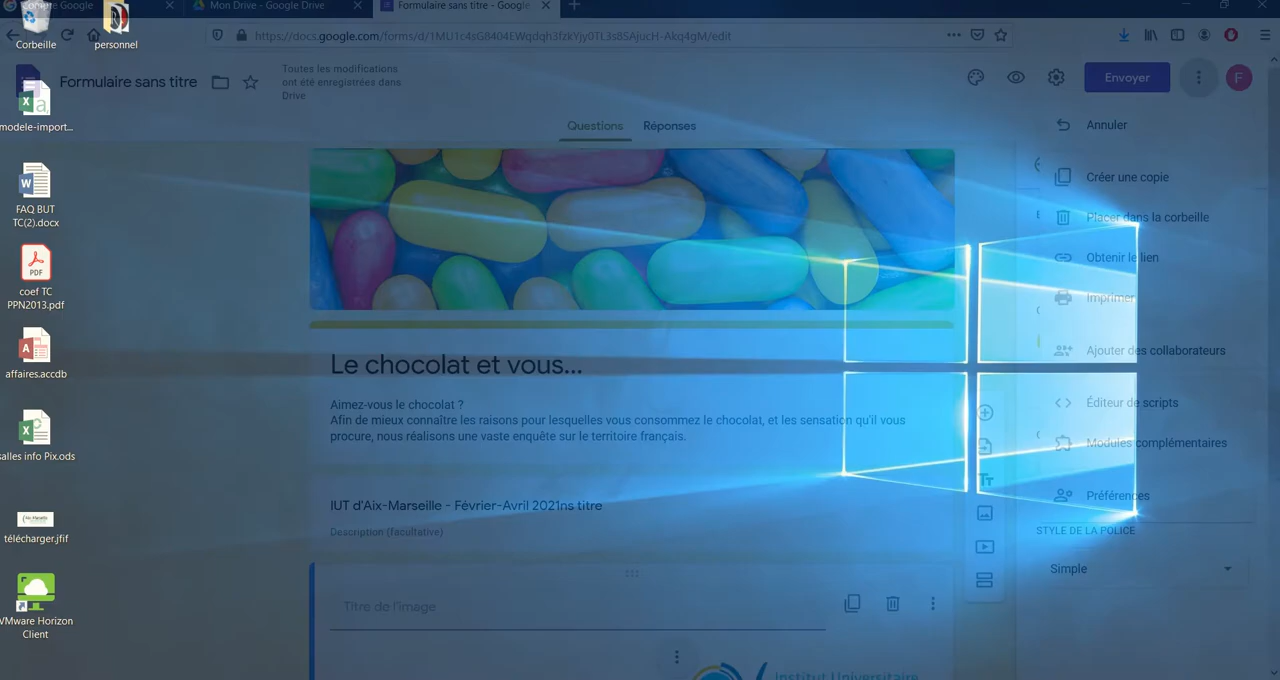 Compte Google
Mon Drive - Google Drive
Formulaire sans titre - Google
https://docs.google.com/forms/d/1MU1c4sG8404EWqdqh3fzkYjy0TL3s8SAjucH-Akq4gM/edit
Corbeille
personnel
Formulaire sans titre
Toutes les modifications
ont été enregistrées dans
Drive
Envoyer
F
modele-import...
Questions
Réponses
Annuler
Créer une copie
Placer dans la corbeille
Obtenir le lien
Imprimer
Ajouter des collaborateurs
Éditeur de scripts
Modules complémentaires
Préférences
FAQ BUT
TC(2).docx
PDF
coef TC
PPN2013.pdf
affaires.accdb
salles info Pix.ods
télécharger.jfif
VMware Horizon
Client
Le chocolat et vous...
Aimez-vous le chocolat ?
Afin de mieux connaître les raisons pour lesquelles vous consommez le chocolat, et les sensation qu'il vous
procure, nous réalisons une vaste enquête sur le territoire français.
IUT d'Aix-Marseille - Février-Avril 2021ns titre
Description (facultative)
Tt
STYLE DE LA POLICE
Simple
Titre de l'image
Institut Universitaire